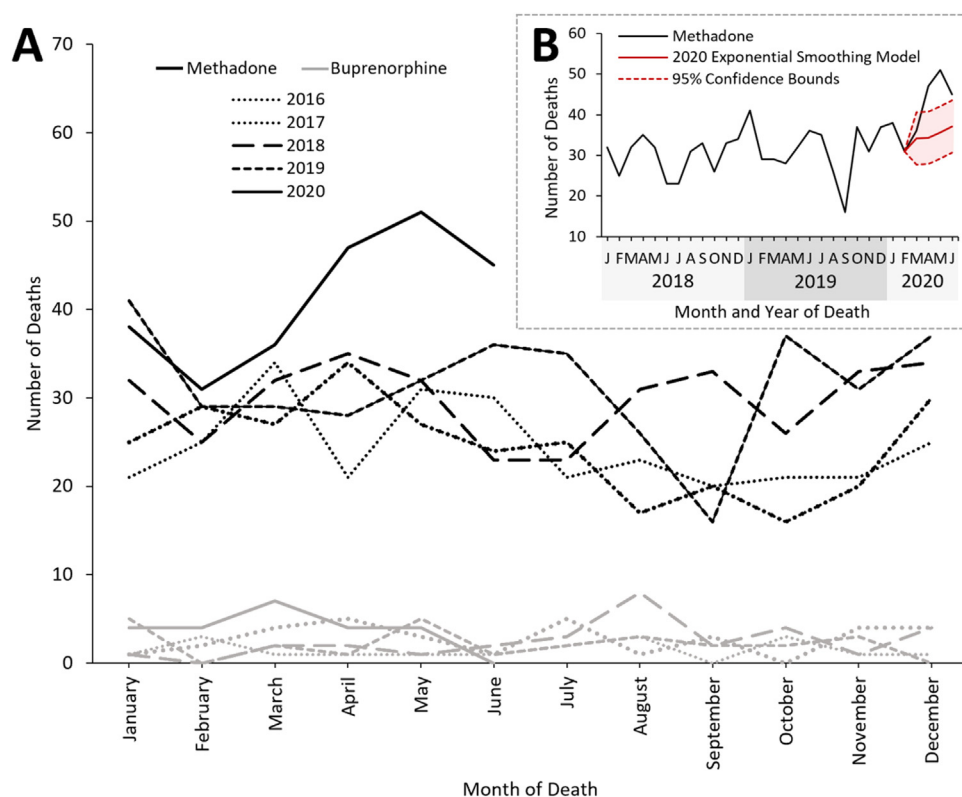 A
70
60
50
40
30
20
10
0
Number of Deaths
Methadone
Buprenorphine
2016
2017
2018
2019
2020
January
February
March
April
May
June
July
August
September
October
November
December
Month of Death
B
60
50
40
30
20
10
Number of Deaths
Methadone
2020 Exponential Smoothing Model
95% Confidence Bounds
J FMAMJ J A S OND J FMAMJ J A S OND J FMAMJ
2018 2019 2020
Month and Year of Death